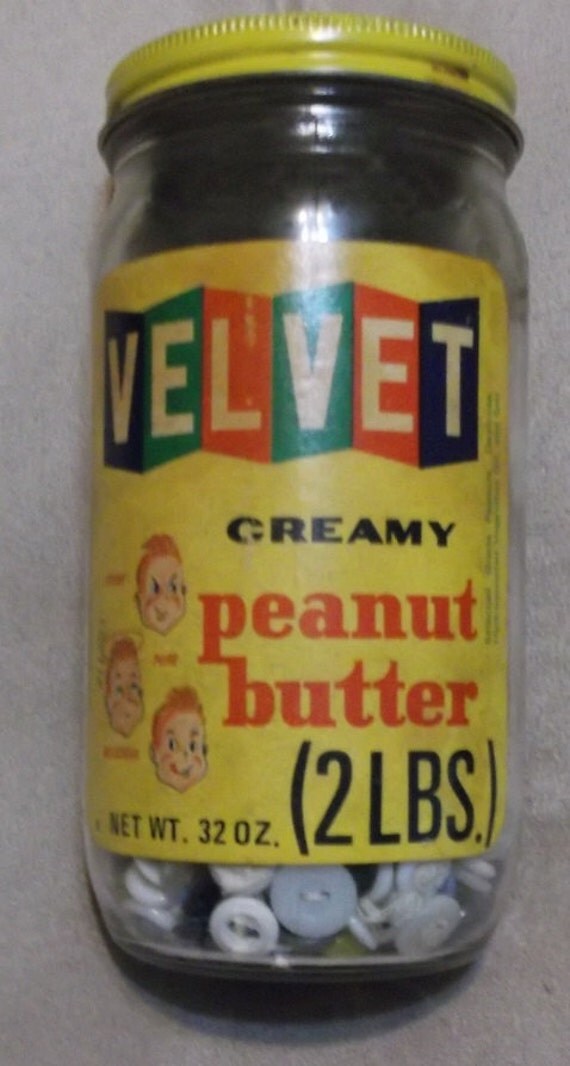 VELVET
CREAMY
peanut
butter
(2 LBS.)
NET WT. 32 OZ.